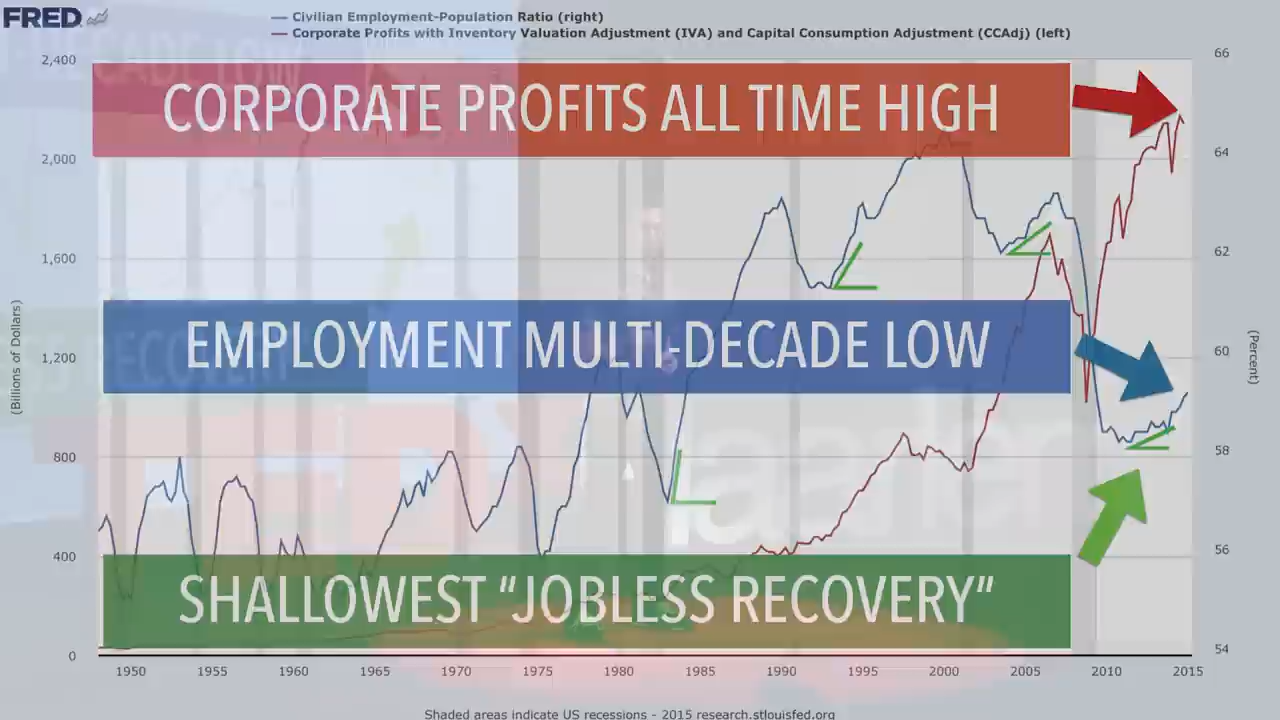 FRED
Civilian Employment-Population Ratio (right)
Corporate Profits with Inventory Valuation Adjustment (IVA) and Capital Consumption Adjustment (CCAdj) (left)
2,400
2,000
1,600
1,200
800
400
0
(Billions of Dollars)
CORPORATE PROFITS ALL TIME HIGH
EMPLOYMENT MULTI-DECADE LOW
SHALLOWEST “JOBLESS RECOVERY“
66
64
62
60
58
56
54
(Percent)
1950 1955 1960 1965 1970 1975 1980 1985 1990 1995 2000 2005 2010 2015
Shaded areas indicate US recessions - 2015 research.stlouisfed.org